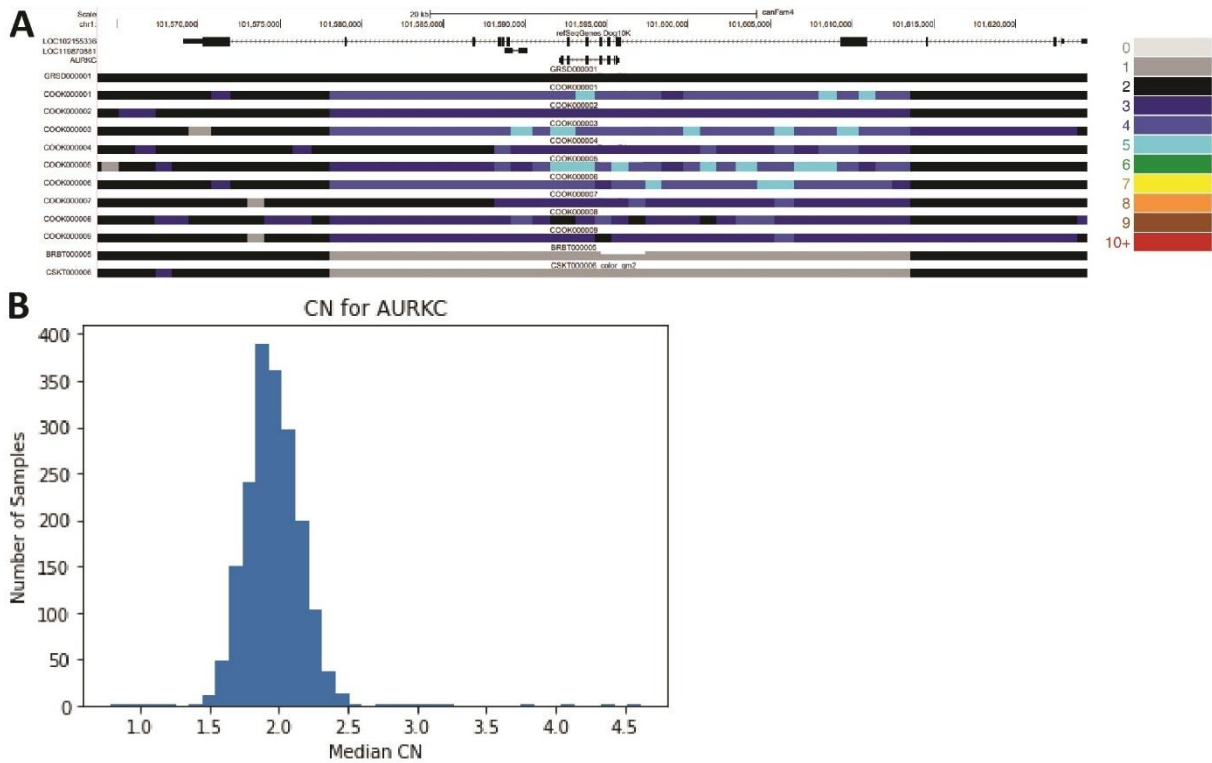 A
Scale 20 kb canFam4
chr1: 101,570,000 101,575,000 101,580,000 101,585,000 101,590,000 101,595,000 101,600,000 101,605,000 101,610,000 101,615,000 101,620,000
refSeqGenes Dog10K
LOC102155336
LOC119870881
AURKC
GRSD000001
GRSD000001
COOK000001
COOK000001
COOK000002
COOK000002
COOK000003
COOK000003
COOK000004
COOK000004
COOK000005
COOK000005
COOK000006
COOK000006
COOK000007
COOK000007
COOK000008
COOK000008
COOK000009
COOK000009
BRBT000005
BRBT000005
CSKT000006_color_qm2
CSKT000006
0
1
2
3
4
5
6
7
8
9
10+
B
CN for AURKC
Number of Samples
400
350
300
250
200
150
100
50
0
1.0 1.5 2.0 2.5 3.0 3.5 4.0 4.5
Median CN